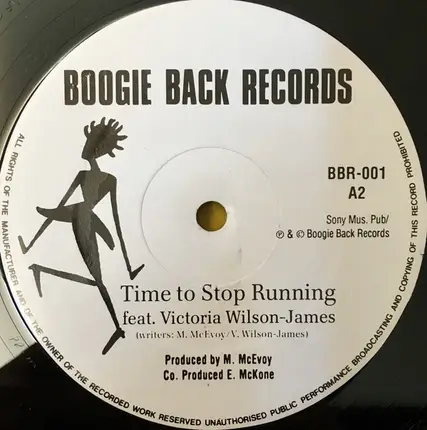 BOOGIE BACK RECORDS
BBR-001
A2
Sony Mus. Pub/
℗ & © Boogie Back Records
Time to Stop Running
feat. Victoria Wilson-James
(writers: M. McEvoy/V. Wilson-James)
Produced by M. McEvoy
Co. Produced E. McKone
ALL RIGHTS OF THE MANUFACTURER AND OF THE OWNER OF THE RECORDED WORK RESERVED UNAUTHORISED PUBLIC PERFORMANCE BROADCASTING AND COPYING OF THIS RECORD PROHIBITED